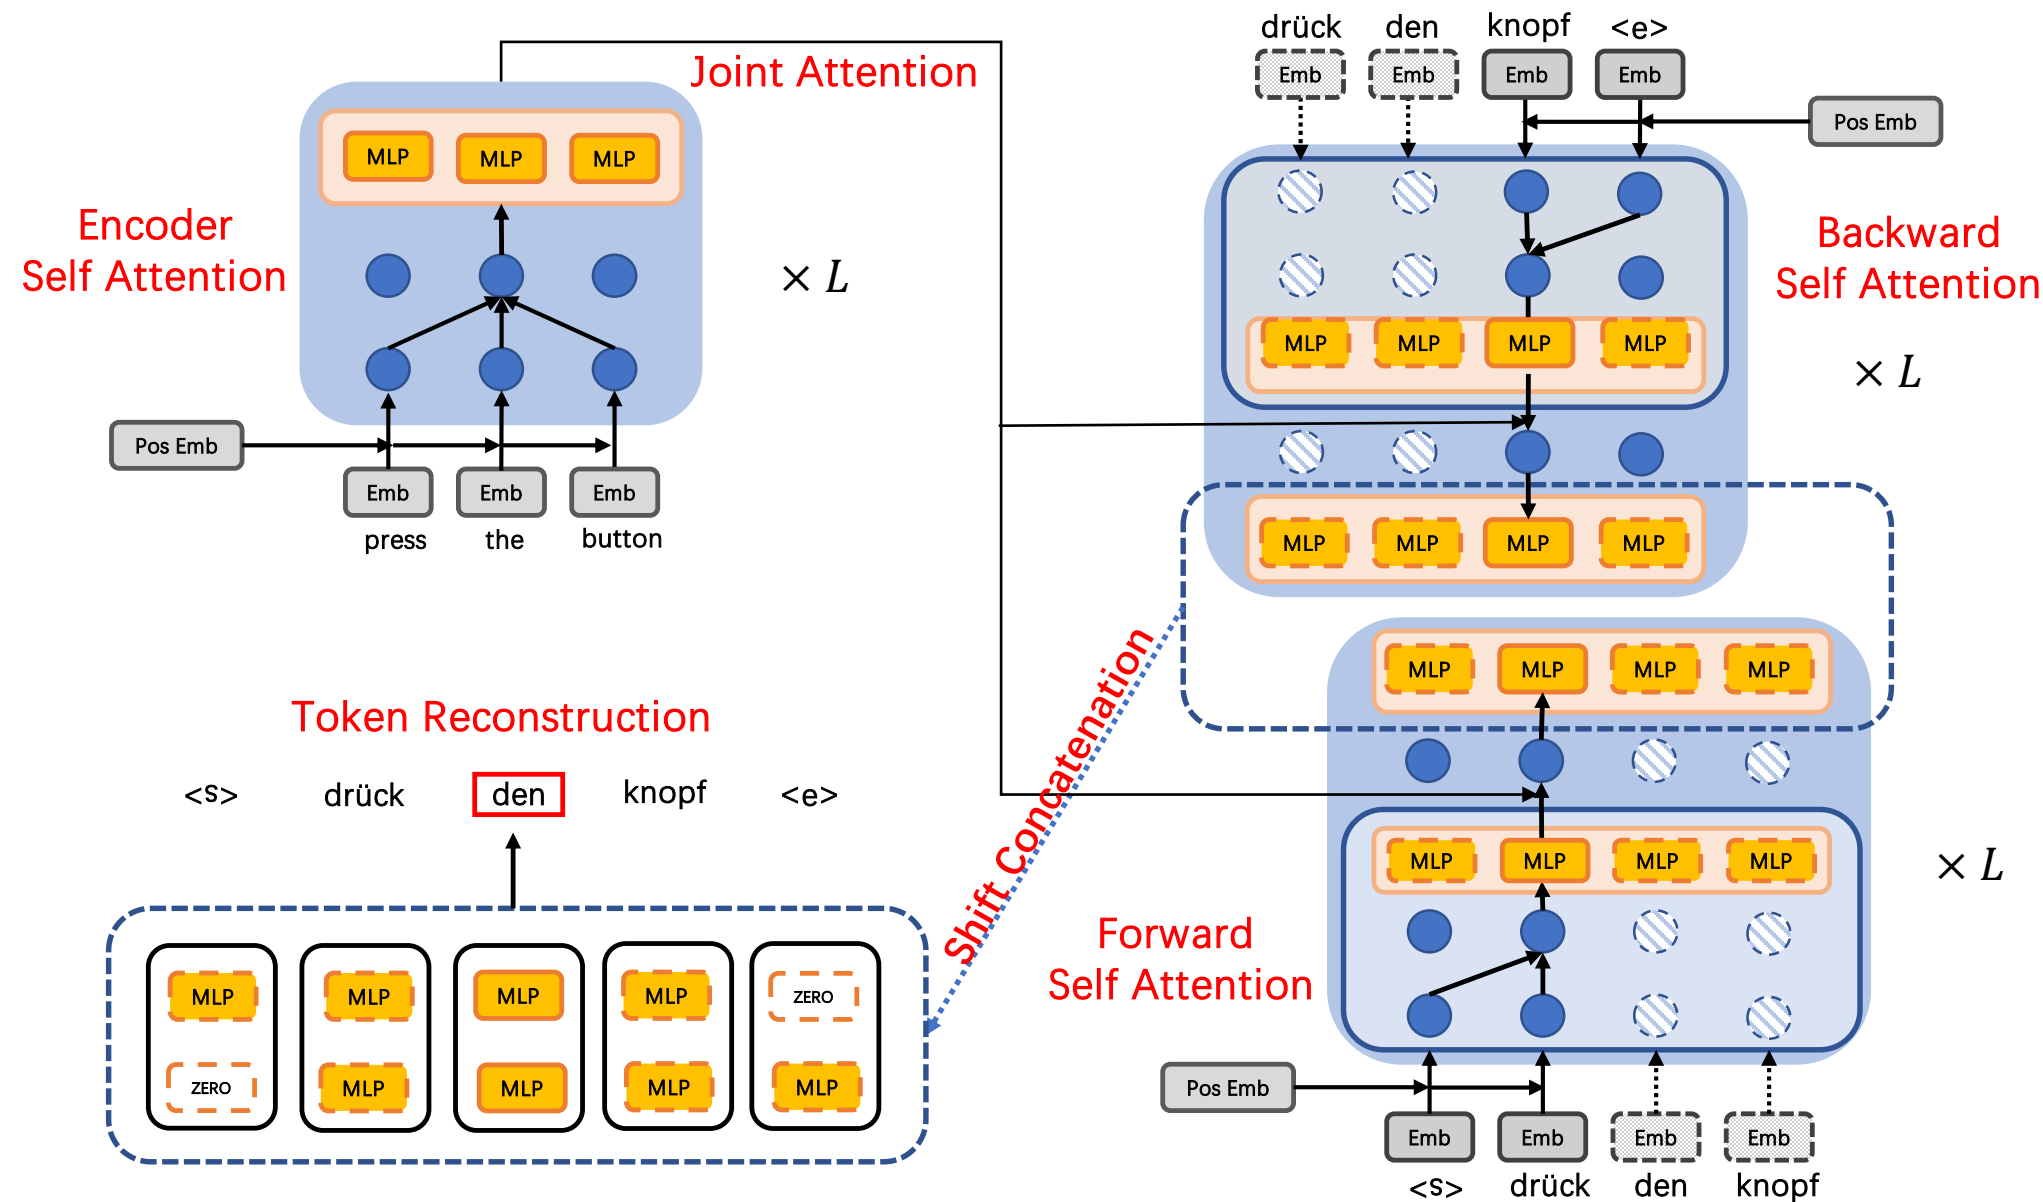 Joint Attention
MLP MLP MLP
Encoder
Self Attention
× L
Pos Emb
Emb Emb Emb
press the button
drück den knopf <e>
Emb Emb Emb Emb
Pos Emb
Backward
Self Attention
MLP MLP MLP MLP
× L
MLP MLP MLP MLP
Shift Concatenation
MLP MLP MLP MLP
MLP MLP MLP MLP
× L
Forward
Self Attention
Pos Emb
Emb Emb Emb Emb
<s> drück den knopf
Token Reconstruction
<s> drück den knopf <e>
MLP MLP MLP MLP ZERO
ZERO MLP MLP MLP MLP